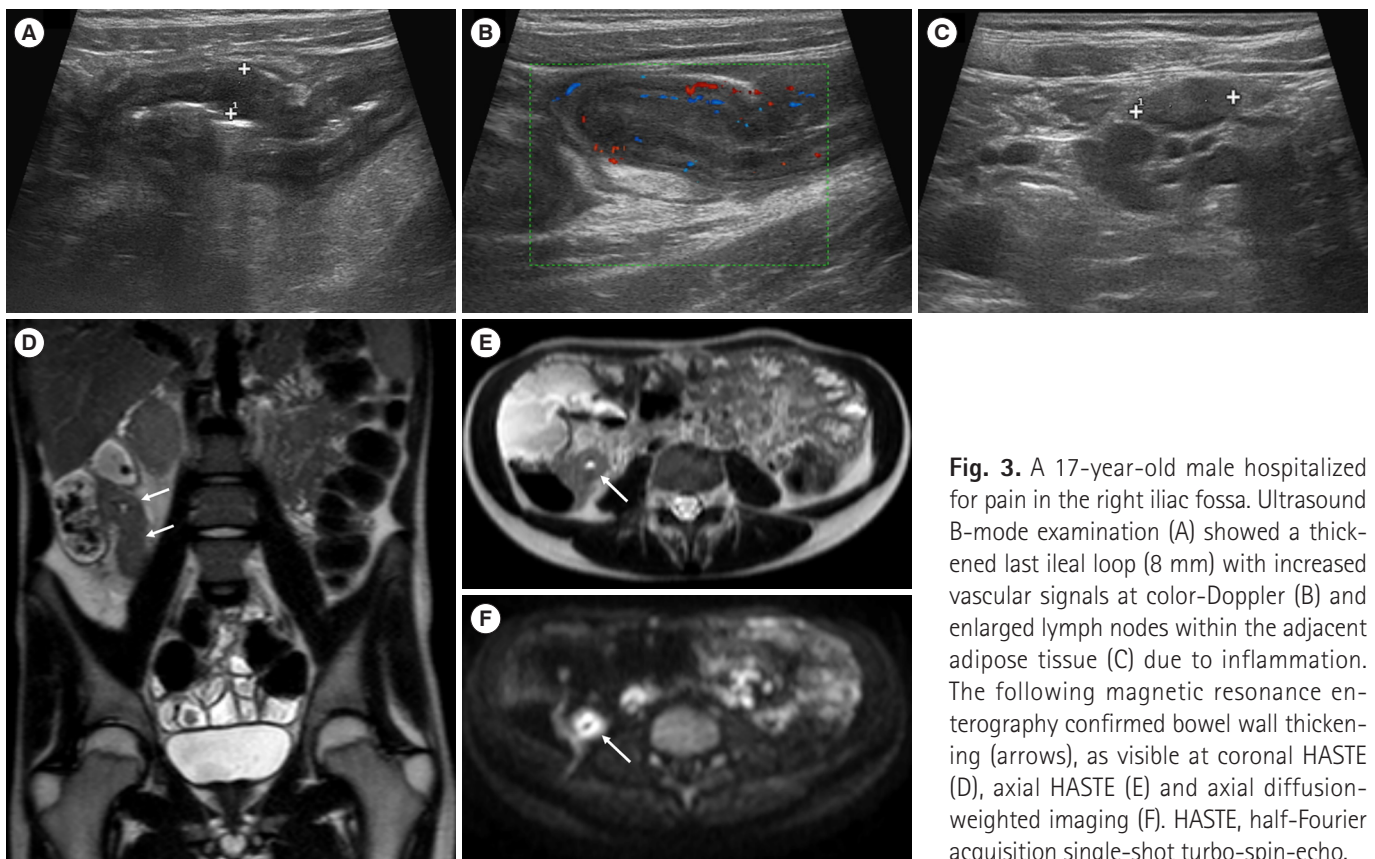 A
B
C
1
1
D
E
F
Fig. 3. A 17-year-old male hospitalized
for pain in the right iliac fossa. Ultrasound
B-mode examination (A) showed a thick-
ened last ileal loop (8 mm) with increased
vascular signals at color-Doppler (B) and
enlarged lymph nodes within the adjacent
adipose tissue (C) due to inflammation.
The following magnetic resonance en-
terography confirmed bowel wall thicken-
ing (arrows), as visible at coronal HASTE
(D), axial HASTE (E) and axial diffusion-
weighted imaging (F). HASTE, half-Fourier
acquisition single-shot turbo-spin-echo.